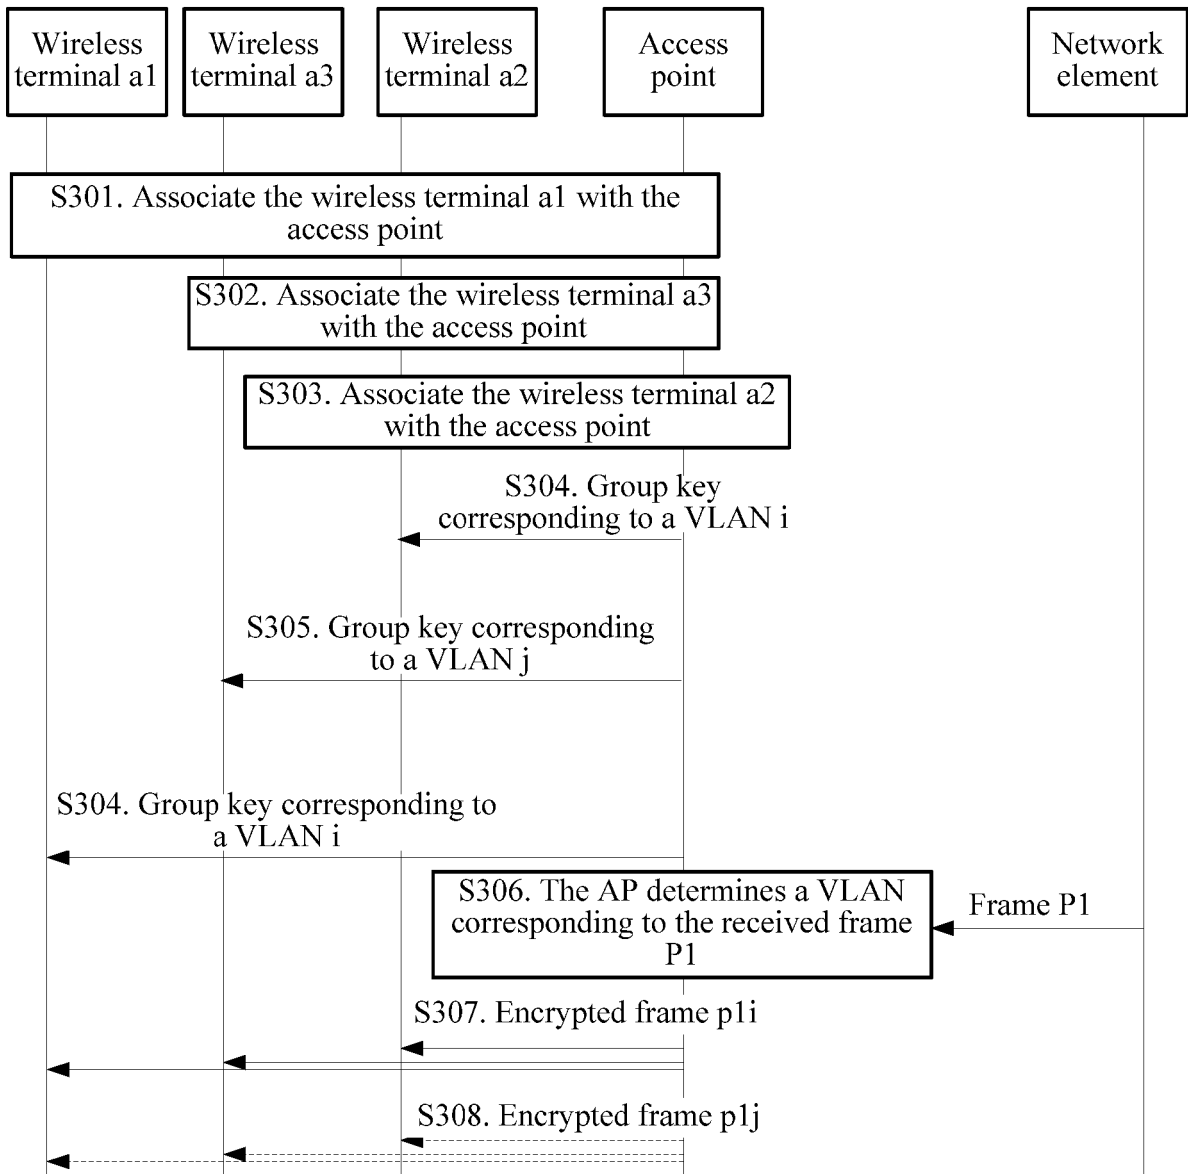 Wireless
terminal a1
Wireless
terminal a3
Wireless
terminal a2
Access
point
Network
element
S301. Associate the wireless terminal a1 with the
access point
S302. Associate the wireless terminal a3
with the access point
S303. Associate the wireless terminal a2
with the access point
S304. Group key
corresponding to a VLAN i
S305. Group key corresponding
to a VLAN j
S304. Group key corresponding to
a VLAN i
S306. The AP determines a VLAN
corresponding to the received frame
P1
Frame P1
S307. Encrypted frame p1i
S308. Encrypted frame p1j